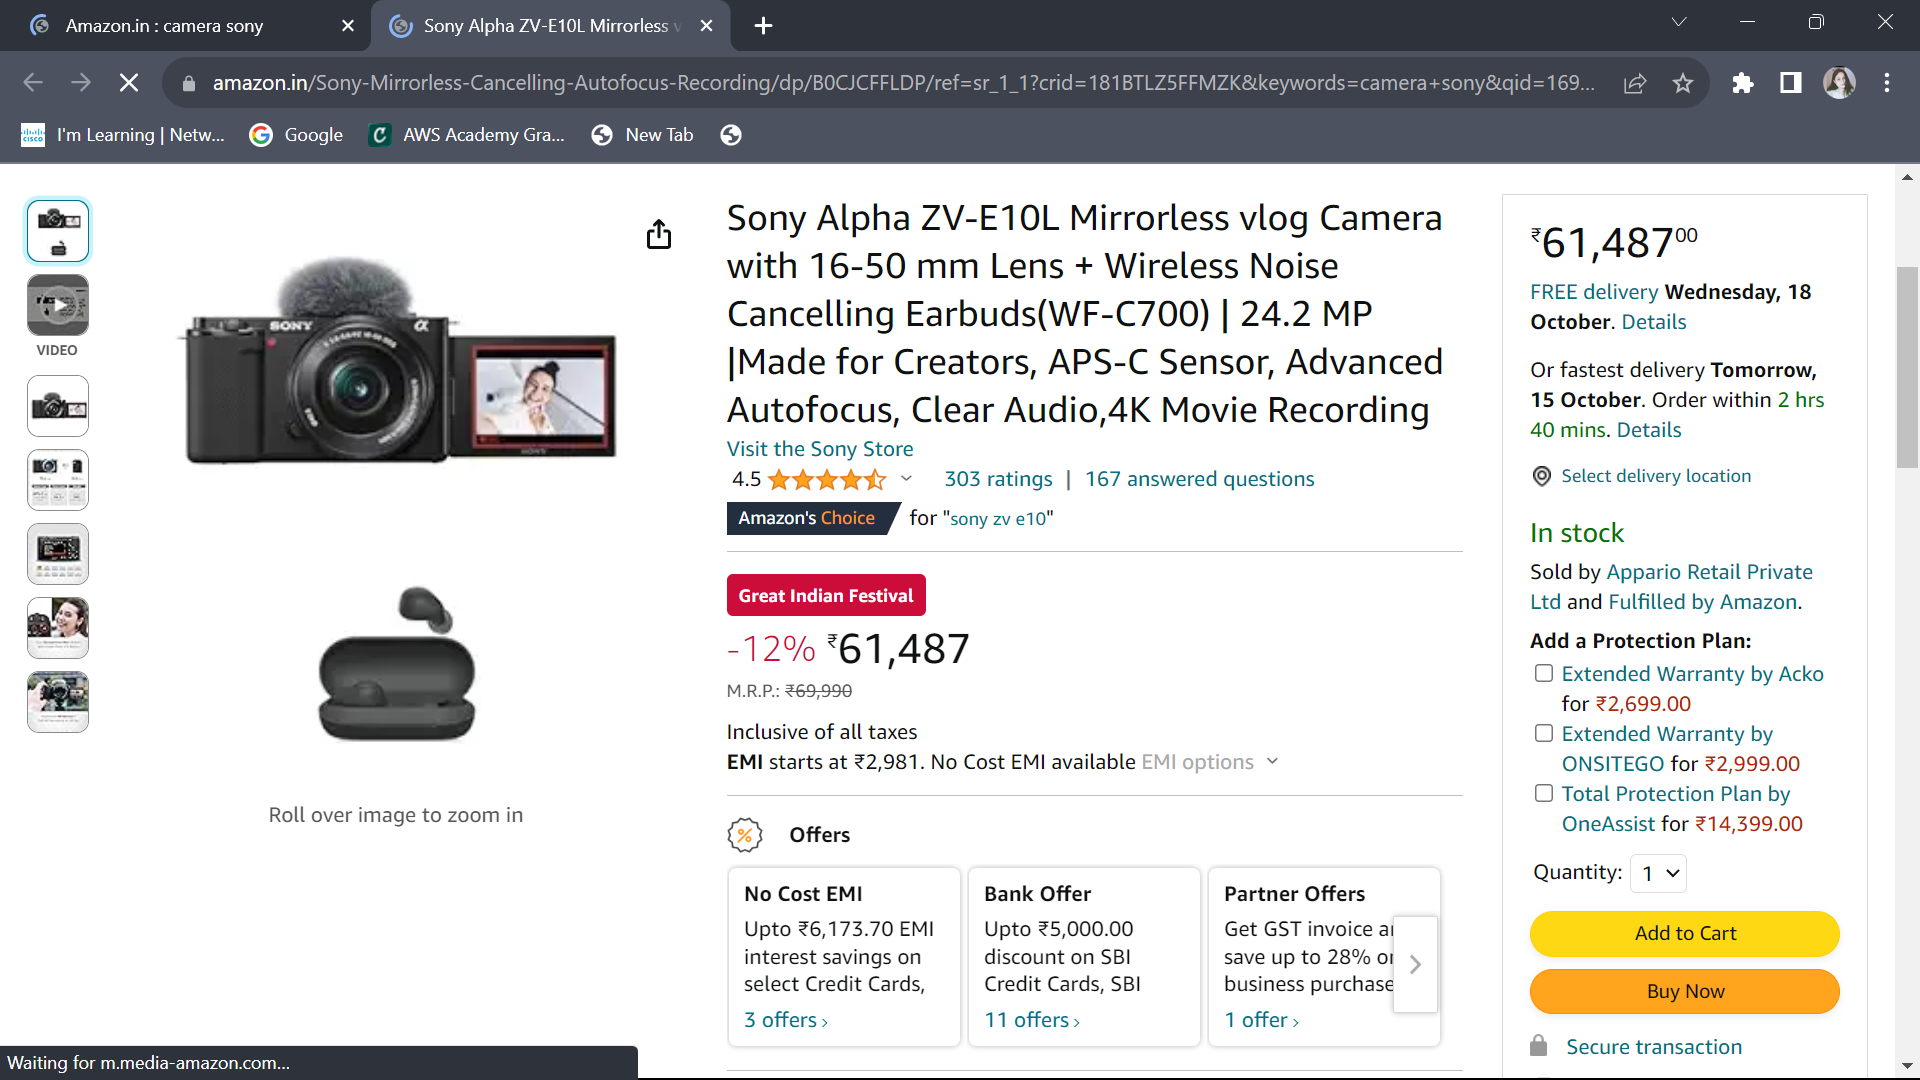 Amazon.in : camera sony
Sony Alpha ZV-E10L Mirrorless v
amazon.in/Sony-Mirrorless-Cancelling-Autofocus-Recording/dp/B0CJCFFLDP/ref=sr_1_1?crid=181BTLZ5FFMZK&keywords=camera+sony&qid=169...
I'm Learning | Netw...
Google
AWS Academy Gra...
New Tab
VIDEO
SONY
α
SONY
Roll over image to zoom in
Sony Alpha ZV-E10L Mirrorless vlog Camera
with 16-50 mm Lens + Wireless Noise
Cancelling Earbuds(WF-C700) | 24.2 MP
|Made for Creators, APS-C Sensor, Advanced
Autofocus, Clear Audio,4K Movie Recording
Visit the Sony Store
4.5 303 ratings | 167 answered questions
Amazon's Choice for "sony zv e10"
Great Indian Festival
-12% ₹61,487
M.R.P.: ₹69,990
Inclusive of all taxes
EMI starts at ₹2,981. No Cost EMI available EMI options
Offers
No Cost EMI
Upto ₹6,173.70 EMI
interest savings on
select Credit Cards,
3 offers ›
Bank Offer
Upto ₹5,000.00
discount on SBI
Credit Cards, SBI
11 offers ›
Partner Offers
Get GST invoice a
save up to 28% o
business purchase
1 offer ›
₹61,487 00
FREE delivery Wednesday, 18
October. Details
Or fastest delivery Tomorrow,
15 October. Order within 2 hrs
40 mins. Details
Select delivery location
In stock
Sold by Appario Retail Private
Ltd and Fulfilled by Amazon.
Add a Protection Plan:
Extended Warranty by Acko
for ₹2,699.00
Extended Warranty by
ONSITEGO for ₹2,999.00
Total Protection Plan by
OneAssist for ₹14,399.00
Quantity: 1
Add to Cart
Buy Now
Secure transaction
Waiting for m.media-amazon.com...